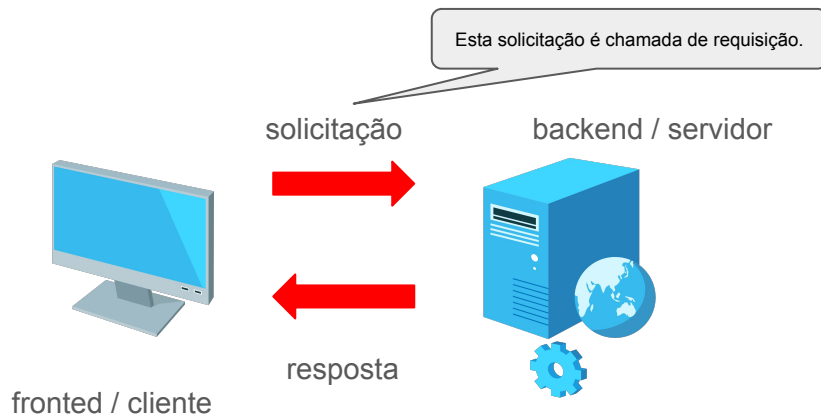 Esta solicitação é chamada de requisição.
solicitação
backend / servidor
resposta
fronted / cliente